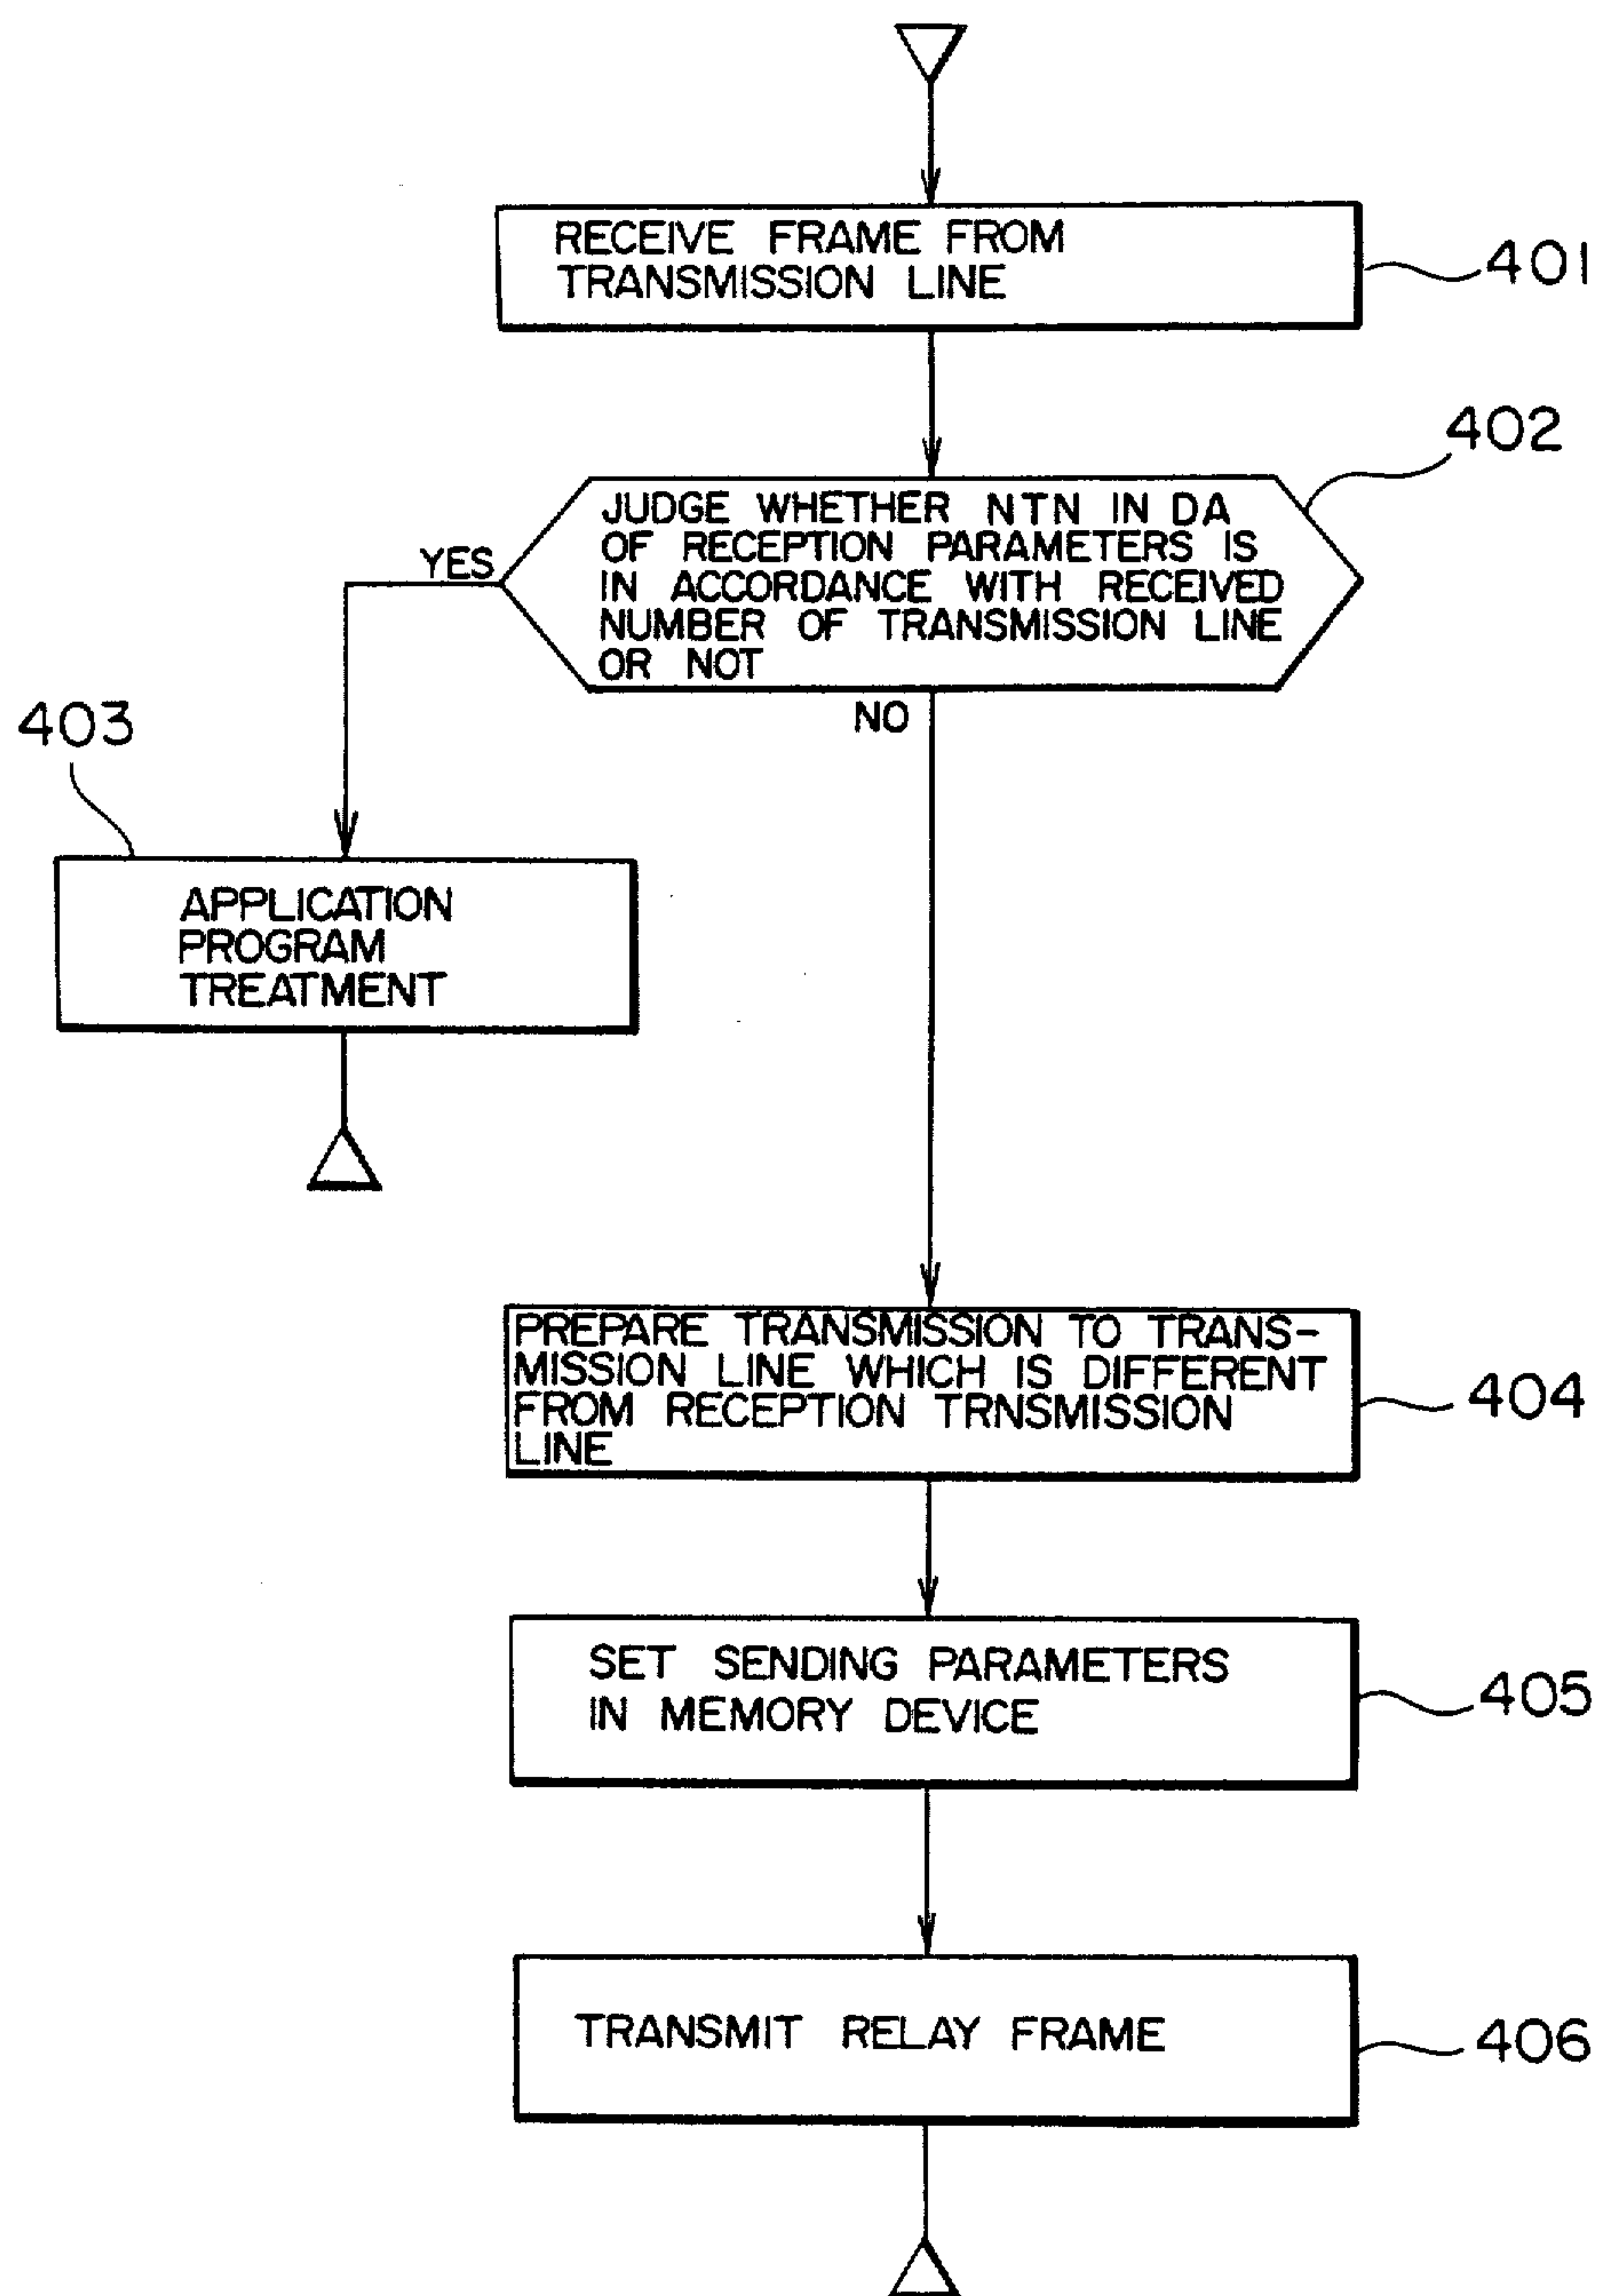 RECEIVE FRAME FROM
TRANSMISSION LINE
401
402
JUDGE WHETHER NTN IN DA
OF RECEPTION PARAMETERS IS
IN ACCORDANCE WITH RECEIVED
NUMBER OF TRANSMISSION LINE
OR NOT
YES
NO
403
APPLICATION
PROGRAM
TREATMENT
PREPARE TRANSMISSION TO TRANS-
MISSION LINE WHICH IS DIFFERENT
FROM RECEPTION TRNSMISSION
LINE
404
SET SENDING PARAMETERS
IN MEMORY DEVICE
405
TRANSMIT RELAY FRAME
406